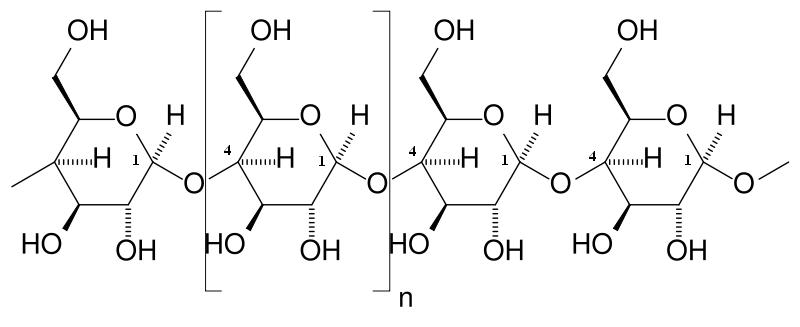 OH OH OH OH
O H O H O H O H
H 1 4 H 1 4 H 1 4 H 1
O O O O
HO OH HO OH HO OH HO OH
n